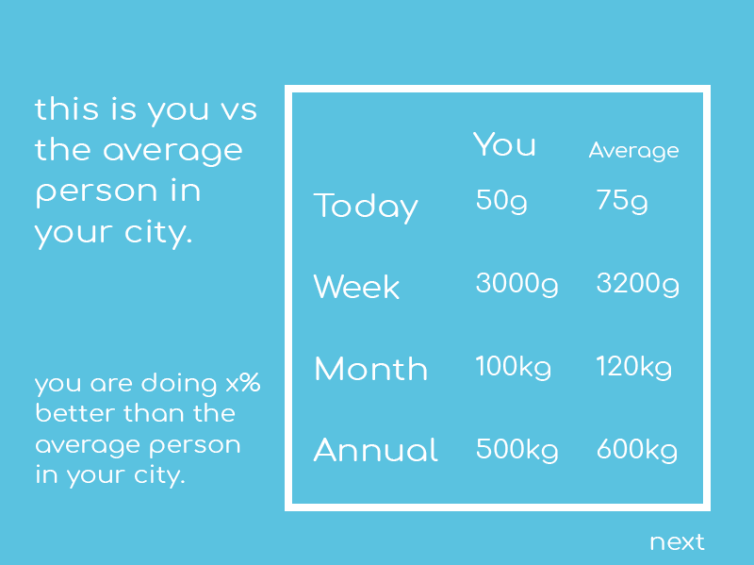 this is you vs
the average
person in
your city.
you are doing x%
better than the
average person
in your city.
You Average
Today 50g 75g
Week 3000g 3200g
Month 100kg 120kg
Annual 500kg 600kg
next